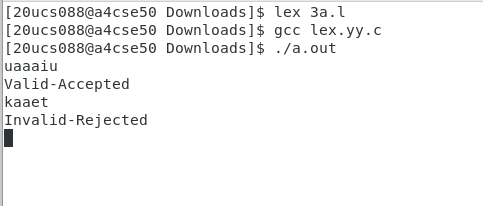 [20ucs088@a4cse50 Downloads]$ lex 3a.l
[20ucs088@a4cse50 Downloads]$ gcc lex.yy.c
[20ucs088@a4cse50 Downloads]$ ./a.out
uaaaiu
Valid-Accepted
kaaet
Invalid-Rejected